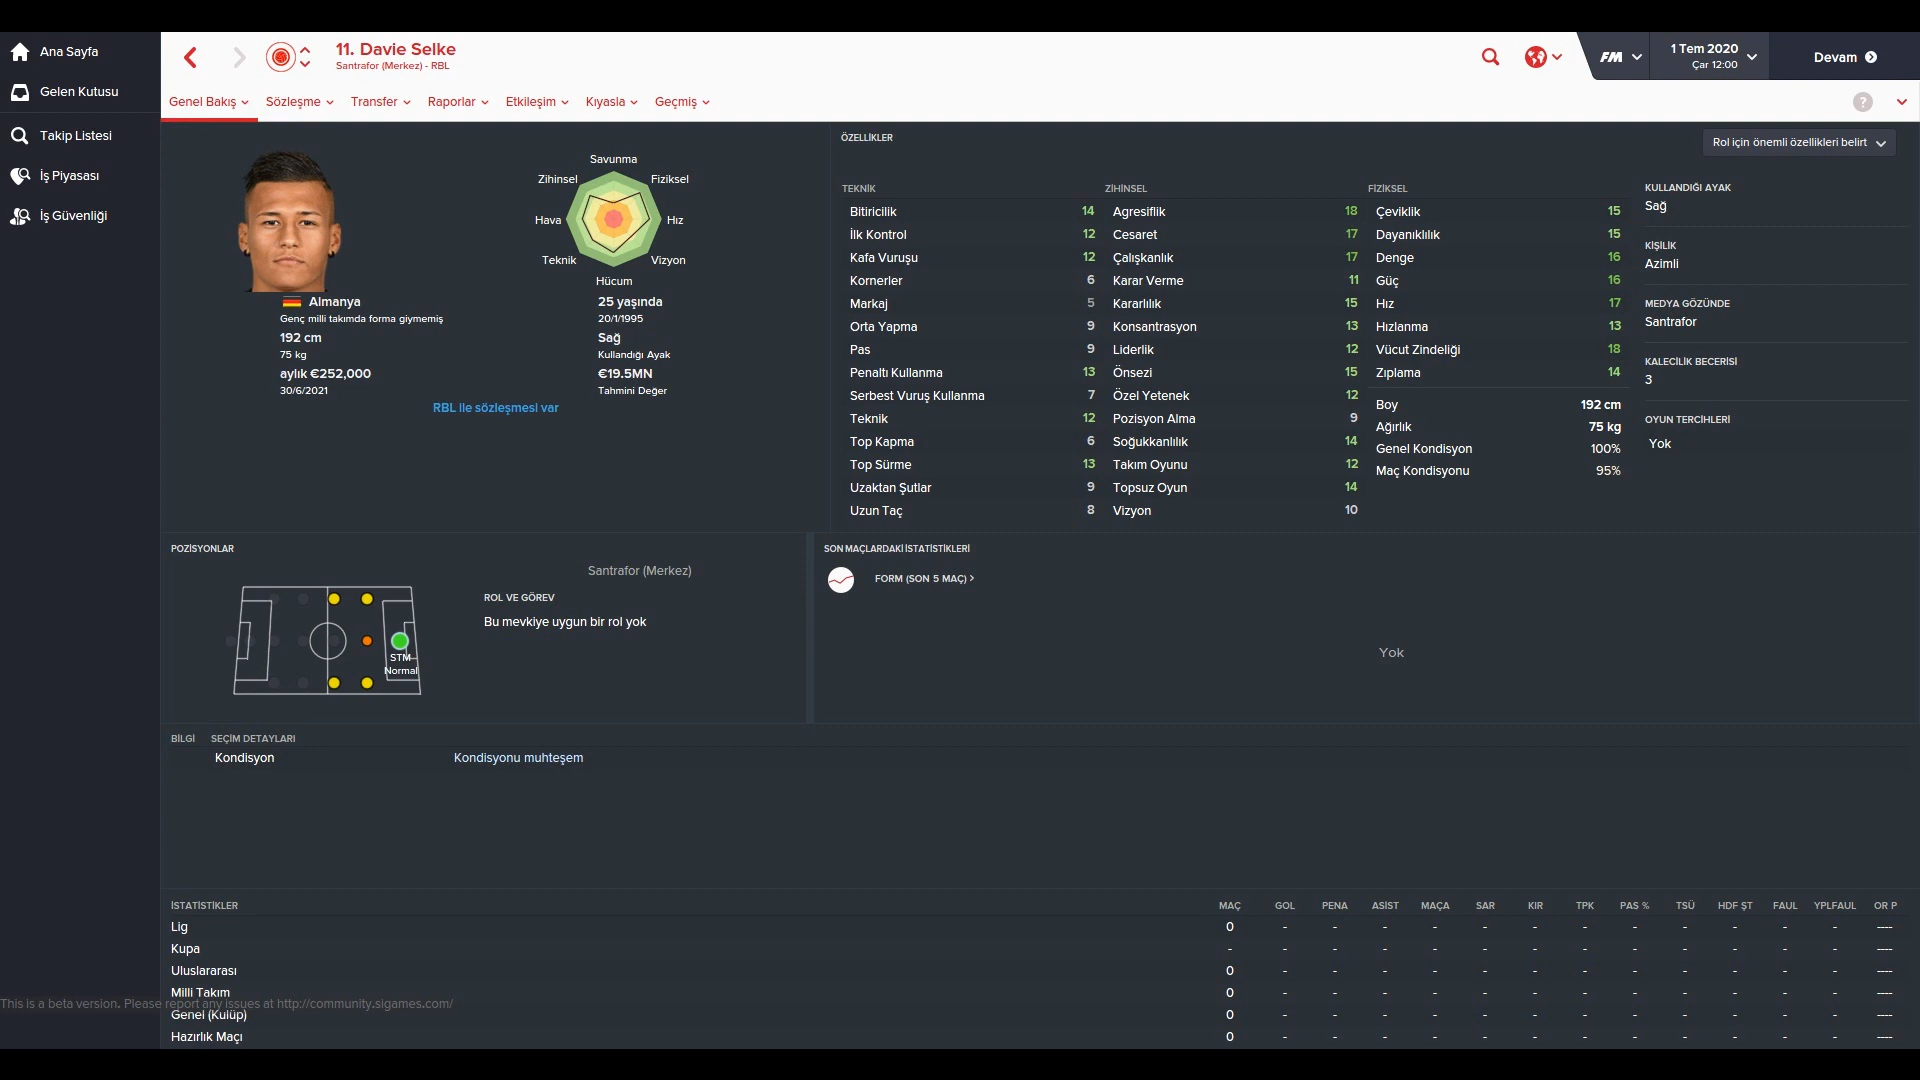 Ana Sayfa
Gelen Kutusu
Takip Listesi
İş Piyasası
İş Güvenliği
11. Davie Selke
Santrafor (Merkez) - RBL
FM
1 Tem 2020
Çar 12:00
Devam
Genel Bakış
Sözleşme
Transfer
Raporlar
Etkileşim
Kıyasla
Geçmiş
?
Savunma
Zihinsel
Fiziksel
Hava
Hız
Teknik
Vizyon
Hücum
Almanya
Genç milli takımda forma giymemiş
192 cm
75 kg
aylık €252,000
30/6/2021
25 yaşında
20/1/1995
Sağ
Kullandığı Ayak
€19.5MN
Tahmini Değer
RBL ile sözleşmesi var
ÖZELLİKLER
Rol için önemli özellikleri belirt
TEKNİK
Bitiricilik 14
İlk Kontrol 12
Kafa Vuruşu 12
Kornerler 6
Markaj 5
Orta Yapma 9
Pas 9
Penaltı Kullanma 13
Serbest Vuruş Kullanma 7
Teknik 12
Top Kapma 6
Top Sürme 13
Uzaktan Şutlar 9
Uzun Taç 8
ZİHİNSEL
Agresiflik 18
Cesaret 17
Çalışkanlık 17
Karar Verme 11
Kararlılık 15
Konsantrasyon 13
Liderlik 12
Önsezi 15
Özel Yetenek 12
Pozisyon Alma 9
Soğukkanlılık 14
Takım Oyunu 12
Topsuz Oyun 14
Vizyon 10
FİZİKSEL
Çeviklik 15
Dayanıklılık 15
Denge 16
Güç 16
Hız 17
Hızlanma 13
Vücut Zindeliği 18
Zıplama 14
Boy 192 cm
Ağırlık 75 kg
Genel Kondisyon 100%
Maç Kondisyonu 95%
KULLANDIĞI AYAK
Sağ
KİŞİLİK
Azimli
MEDYA GÖZÜNDE
Santrafor
KALECİLİK BECERİSİ
3
OYUN TERCİHLERİ
Yok
POZİSYONLAR
Santrafor (Merkez)
ROL VE GÖREV
Bu mevkiye uygun bir rol yok
STM
Normal
SON MAÇLARDAKİ İSTATİSTİKLERİ
FORM (SON 5 MAÇ) >
Yok
BİLGİ SEÇİM DETAYLARI
Kondisyon Kondisyonu muhteşem
İSTATİSTİKLER MAÇ GOL PENA ASİST MAÇA SAR KIR TPK PAS % TSÜ HDF ŞT FAUL YPLFAUL OR P
Lig 0 - - - - - - - - - - - - ----
Kupa - - - - - - - - - - - - - ----
Uluslararası 0 - - - - - - - - - - - - ----
Milli Takım 0 - - - - - - - - - - - - ----
This is a beta version. Please report any issues at http://community.sigames.com/
Genel (Kulüp) 0 - - - - - - - - - - - - ----
Hazırlık Maçı 0 - - - - - - - - - - - - ----